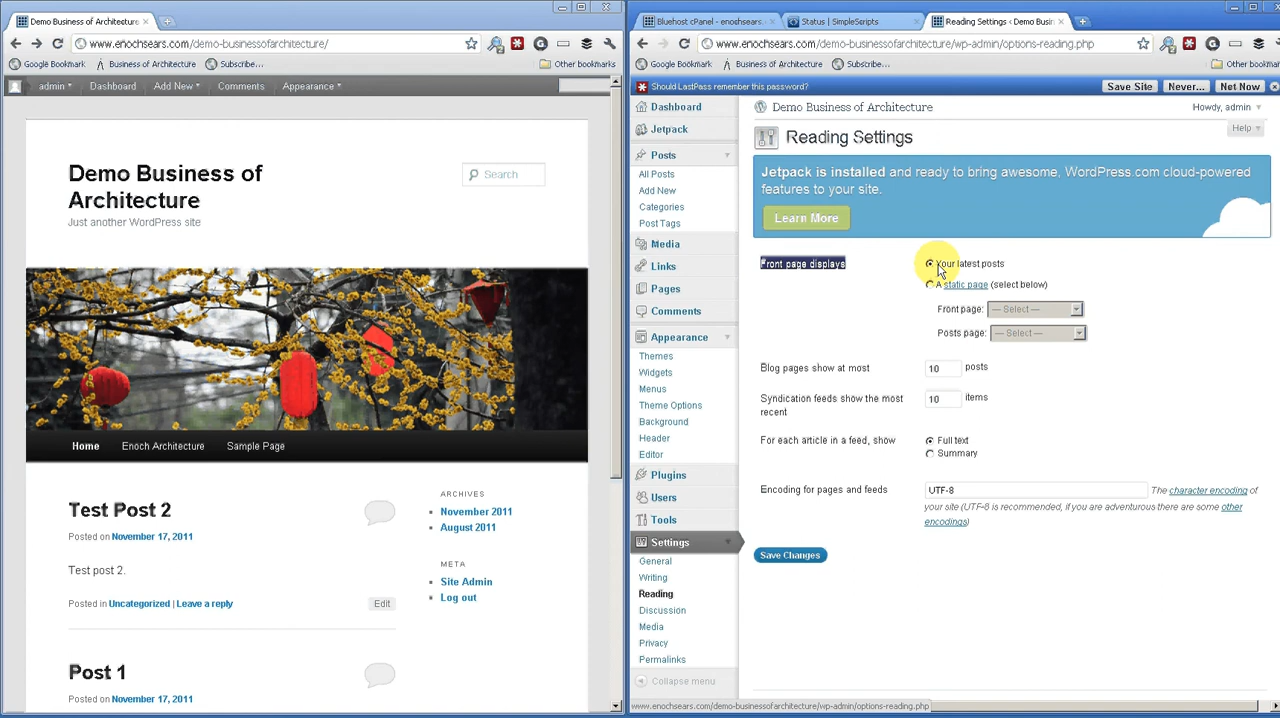 Demo Business of Architecture
www.enochsears.com/demo-businessofarchitecture/
Google Bookmark
Business of Architecture
Subscribe...
Other bookmarks
admin
Dashboard
Add New
Comments
Appearance
Demo Business of
Architecture
Just another WordPress site
Search
Home
Enoch Architecture
Sample Page
Test Post 2
Posted on November 17, 2011
Test post 2.
Posted in Uncategorized | Leave a reply
Edit
Post 1
Posted on November 17, 2011
ARCHIVES
November 2011
August 2011
META
Site Admin
Log out
Bluehost cPanel - enochsears.
Status | SimpleScripts
Reading Settings ‹ Demo Busin
www.enochsears.com/demo-businessofarchitecture/wp-admin/options-reading.php
Google Bookmark
Business of Architecture
Subscribe...
Other bookmar
Should LastPass remember this password?
Save Site
Never...
Not Now
Dashboard
Jetpack
Posts
All Posts
Add New
Categories
Post Tags
Media
Links
Pages
Comments
Appearance
Themes
Widgets
Menus
Theme Options
Background
Header
Editor
Plugins
Users
Tools
Settings
General
Writing
Reading
Discussion
Media
Privacy
Permalinks
Collapse menu
Demo Business of Architecture
Howdy, admin
Help
Reading Settings
Jetpack is installed and ready to bring awesome, WordPress.com cloud-powered
features to your site.
Learn More
Front page displays
Your latest posts
A static page (select below)
Front page: — Select —
Posts page: — Select —
Blog pages show at most
10 posts
Syndication feeds show the most
recent
10 items
For each article in a feed, show
Full text
Summary
Encoding for pages and feeds
UTF-8
The character encoding of
your site (UTF-8 is recommended, if you are adventurous there are some other
encodings)
Save Changes
www.enochsears.com/demo-businessofarchitecture/wp-admin/options-reading.php